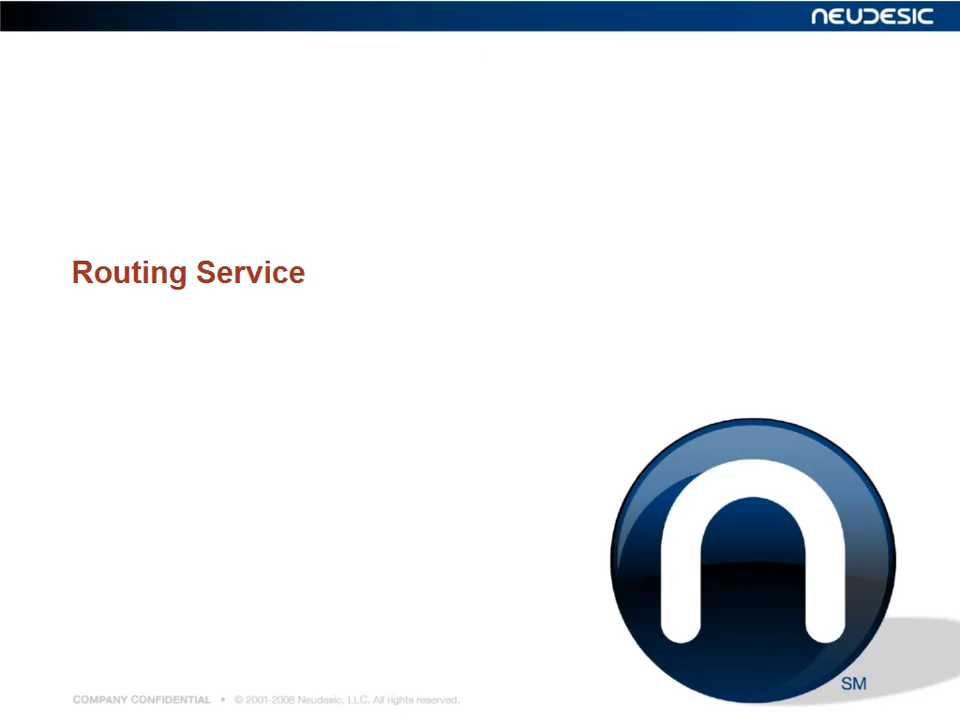 NEUDESIC
Routing Service
SM
COMPANY CONFIDENTIAL • © 2001-2008 Neudesic, LLC. All rights reserved.